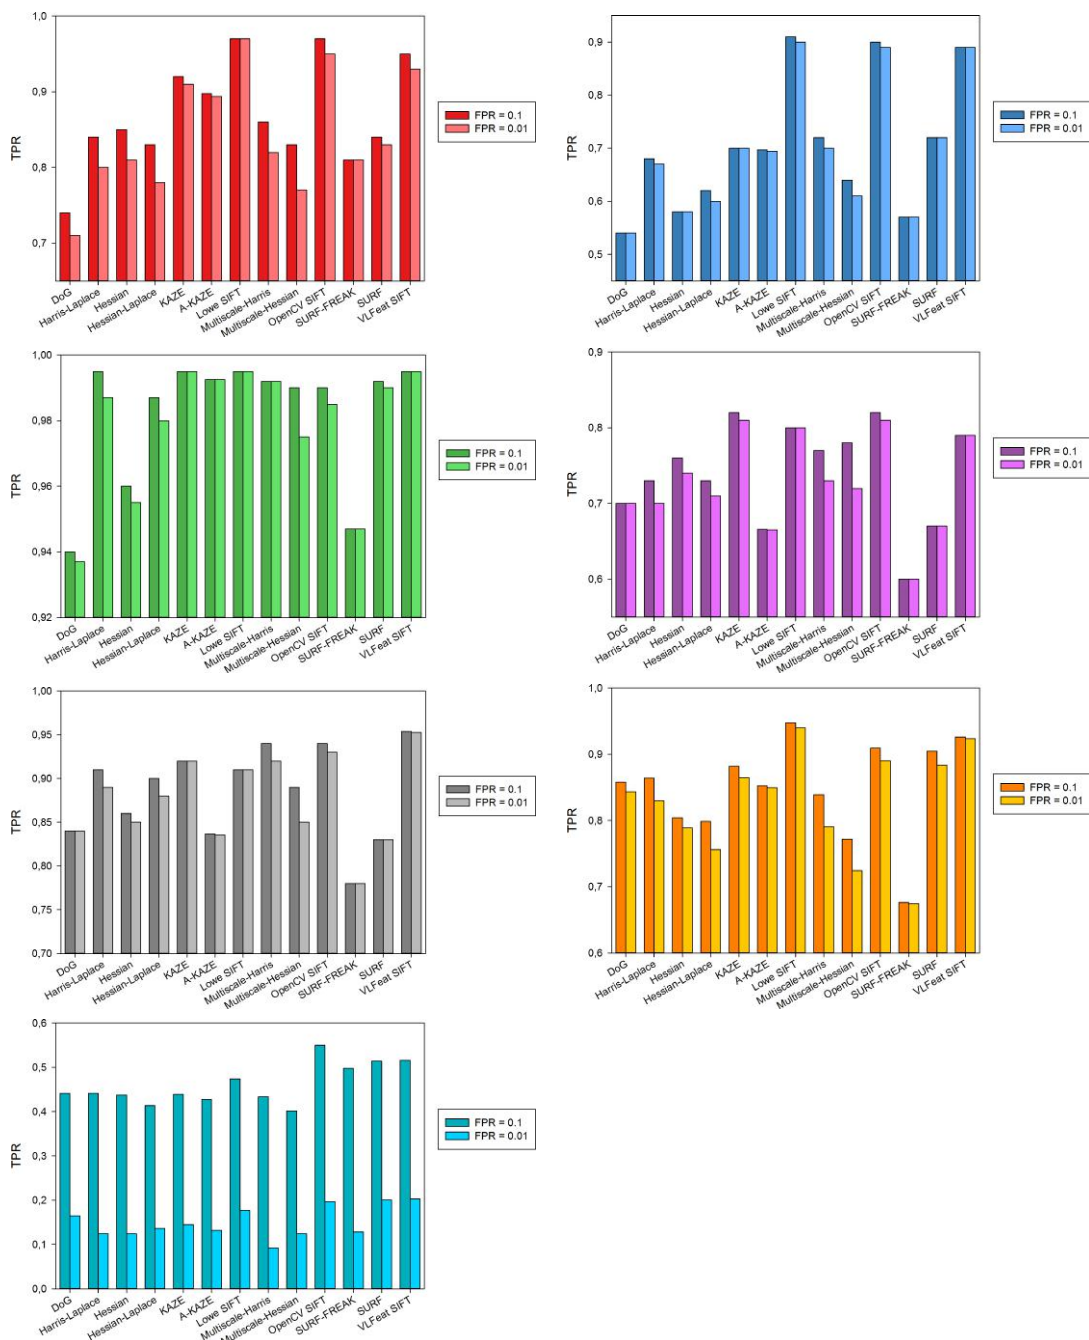 1,0
0,9
0,8
0,7
TPR
DoG
Harris-Laplace
Hessian
Hessian-Laplace
KAZE
A-KAZE
Lowe SIFT
Multiscale-Harris
Multiscale-Hessian
OpenCV SIFT
SURF-FREAK
SURF
VLFeat SIFT
FPR = 0.1
FPR = 0.01
0,9
0,8
0,7
0,6
0,5
TPR
DoG
Harris-Laplace
Hessian
Hessian-Laplace
KAZE
A-KAZE
Lowe SIFT
Multiscale-Harris
Multiscale-Hessian
OpenCV SIFT
SURF-FREAK
SURF
VLFeat SIFT
FPR = 0.1
FPR = 0.01
1,00
0,98
0,96
0,94
0,92
TPR
DoG
Harris-Laplace
Hessian
Hessian-Laplace
KAZE
A-KAZE
Lowe SIFT
Multiscale-Harris
Multiscale-Hessian
OpenCV SIFT
SURF-FREAK
SURF
VLFeat SIFT
FPR = 0.1
FPR = 0.01
0,9
0,8
0,7
0,6
TPR
DoG
Harris-Laplace
Hessian
Hessian-Laplace
KAZE
A-KAZE
Lowe SIFT
Multiscale-Harris
Multiscale-Hessian
OpenCV SIFT
SURF-FREAK
SURF
VLFeat SIFT
FPR = 0.1
FPR = 0.01
1,00
0,95
0,90
0,85
0,80
0,75
0,70
TPR
DoG
Harris-Laplace
Hessian
Hessian-Laplace
KAZE
A-KAZE
Lowe SIFT
Multiscale-Harris
Multiscale-Hessian
OpenCV SIFT
SURF-FREAK
SURF
VLFeat SIFT
FPR = 0.1
FPR = 0.01
1,0
0,9
0,8
0,7
0,6
TPR
DoG
Harris-Laplace
Hessian
Hessian-Laplace
KAZE
A-KAZE
Lowe SIFT
Multiscale-Harris
Multiscale-Hessian
OpenCV SIFT
SURF-FREAK
SURF
VLFeat SIFT
FPR = 0.1
FPR = 0.01
0,6
0,5
0,4
0,3
0,2
0,1
0,0
TPR
DoG
Harris-Laplace
Hessian
Hessian-Laplace
KAZE
A-KAZE
Lowe SIFT
Multiscale-Harris
Multiscale-Hessian
OpenCV SIFT
SURF-FREAK
SURF
VLFeat SIFT
FPR = 0.1
FPR = 0.01